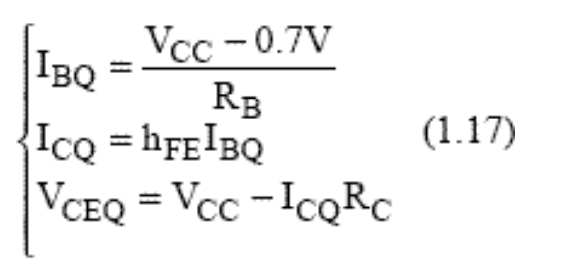 I_BQ = (V_CC − 0.7V) / R_B
I_CQ = h_FE I_BQ (1.17)
V_CEQ = V_CC − I_CQ R_C